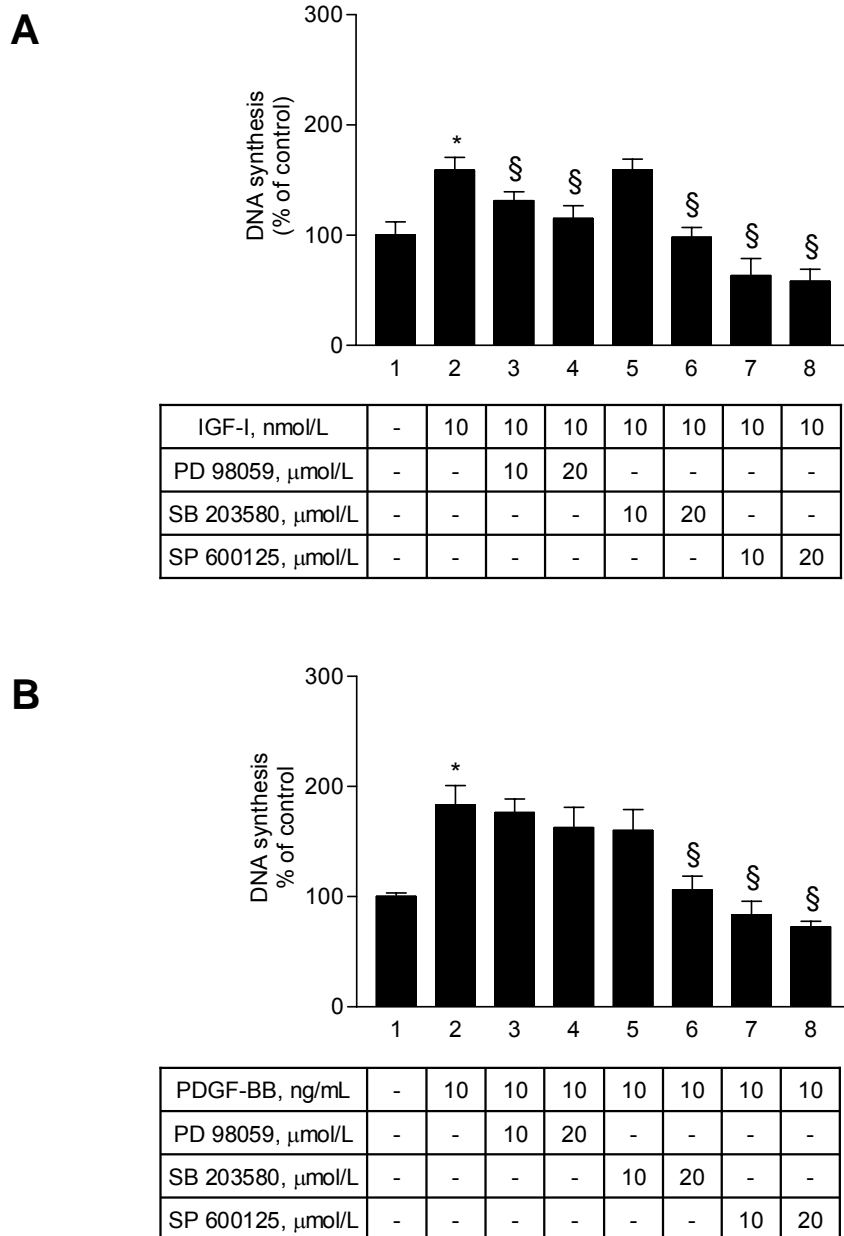 A
300
200
100
0
DNA synthesis
(% of control)
*
§
§
§
§
§
1 2 3 4 5 6 7 8
IGF-I, nmol/L - 10 10 10 10 10 10 10
PD 98059, μmol/L - - 10 20 - - - -
SB 203580, μmol/L - - - - 10 20 - -
SP 600125, μmol/L - - - - - - 10 20
B
300
200
100
0
DNA synthesis
% of control
*
§
§
§
1 2 3 4 5 6 7 8
PDGF-BB, ng/mL - 10 10 10 10 10 10 10
PD 98059, μmol/L - - 10 20 - - - -
SB 203580, μmol/L - - - - 10 20 - -
SP 600125, μmol/L - - - - - - 10 20